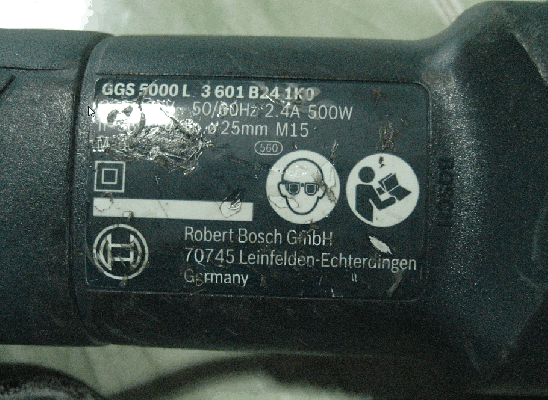 GGS 5000 L 3 601 B24 1K0
50/60Hz 2.4A 500W
25mm M15
560
Robert Bosch GmbH
70745 Leinfelden-Echterdingen
Germany
BOSCH